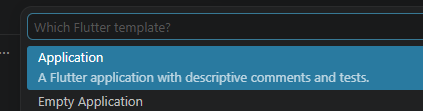 Which Flutter template?
...
Application
A Flutter application with descriptive comments and tests.
Empty Application